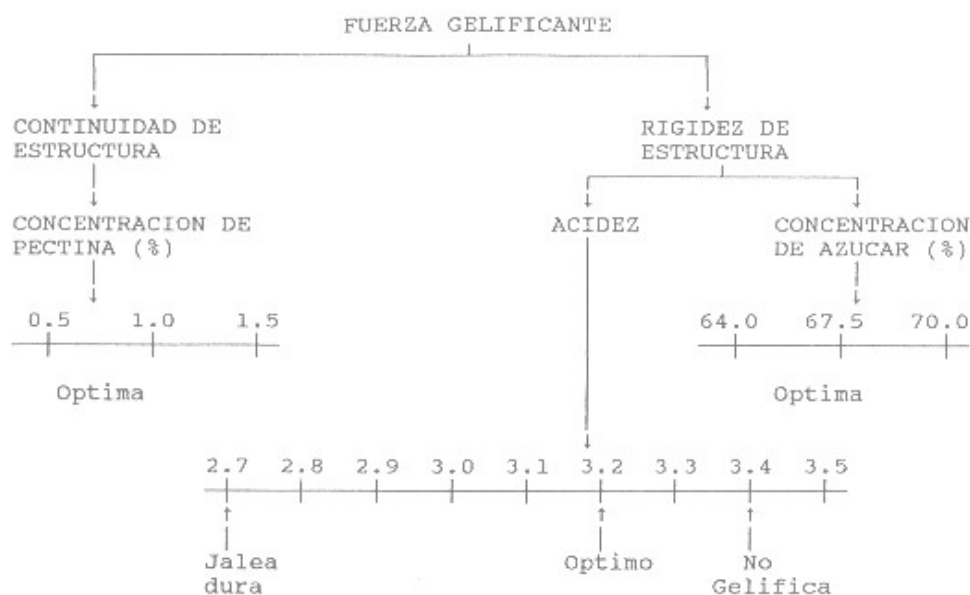 FUERZA GELIFICANTE
CONTINUIDAD DE
ESTRUCTURA
RIGIDEZ DE
ESTRUCTURA
CONCENTRACION DE
PECTINA (%)
ACIDEZ
CONCENTRACION
DE AZUCAR (%)
0.5 1.0 1.5
64.0 67.5 70.0
Optima
Optima
2.7 2.8 2.9 3.0 3.1 3.2 3.3 3.4 3.5
Jalea
dura
Optimo
No
Gelifica